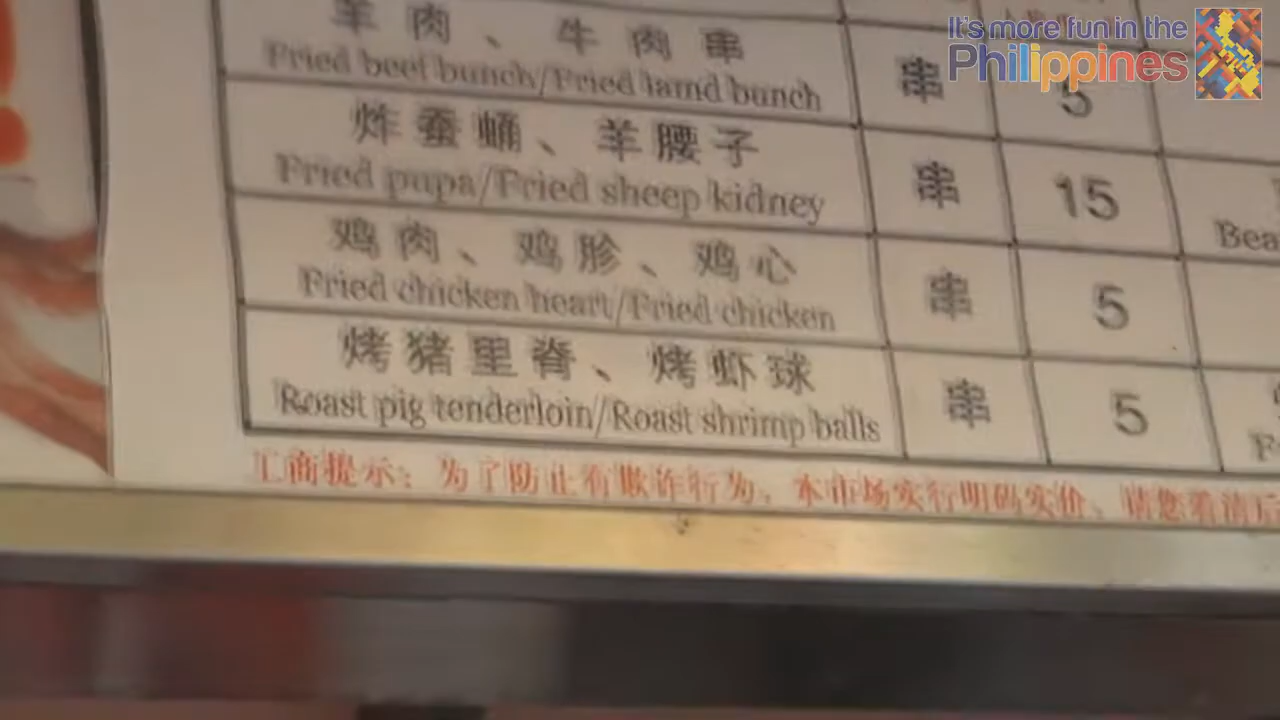 It's more fun in the
Philippines
羊肉、牛肉串
Fried beef bunch/Fried lamd bunch
串
5
炸蚕蛹、羊腰子
Fried pupa/Fried sheep kidney
串
15
Bea
鸡肉、鸡胗、鸡心
Fried chicken heart/Fried chicken
串
5
烤猪里脊、烤虾球
Roast pig tenderloin/Roast shrimp balls
串
5
F
工商提示：为了防止有欺诈行为，本市场实行明码实价、请您看清后